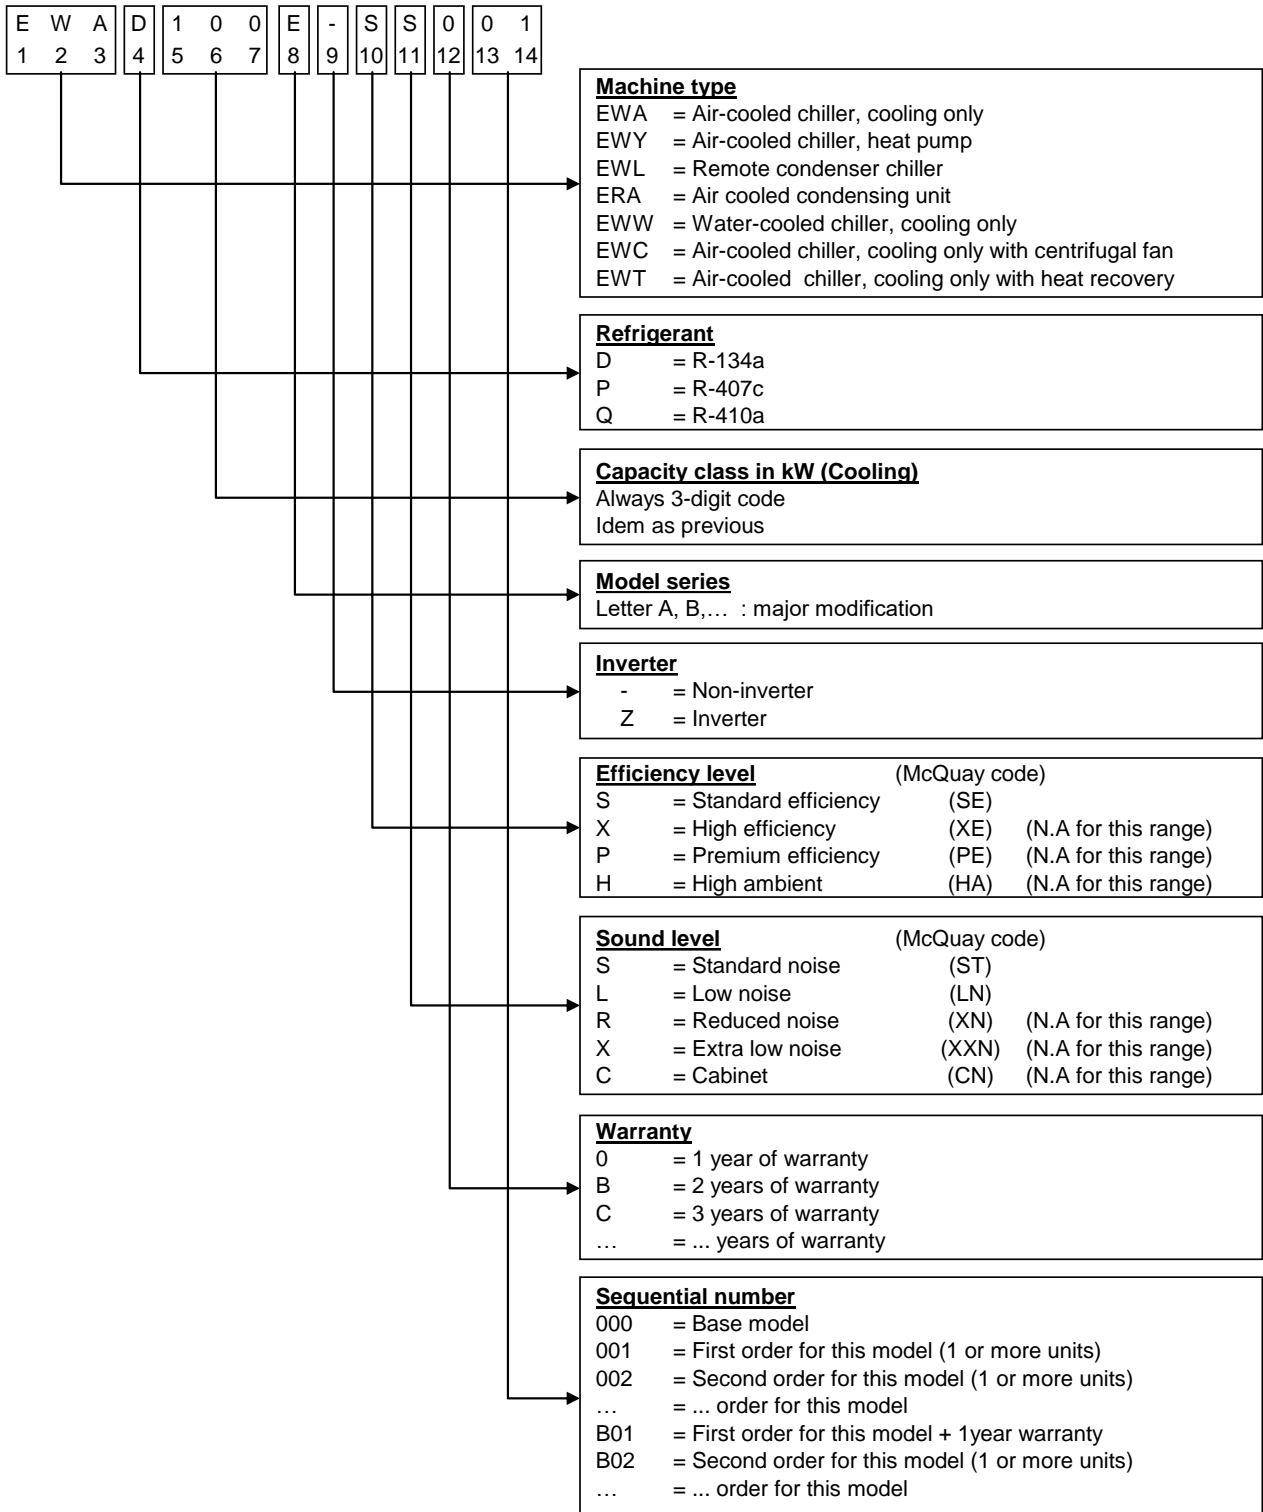 E W A D 1 0 0 E - S S 0 0 1
1 2 3 4 5 6 7 8 9 10 11 12 13 14
Machine type
EWA = Air-cooled chiller, cooling only
EWY = Air-cooled chiller, heat pump
EWL = Remote condenser chiller
ERA = Air cooled condensing unit
EWW = Water-cooled chiller, cooling only
EWC = Air-cooled chiller, cooling only with centrifugal fan
EWT = Air-cooled chiller, cooling only with heat recovery
Refrigerant
D = R-134a
P = R-407c
Q = R-410a
Capacity class in kW (Cooling)
Always 3-digit code
Idem as previous
Model series
Letter A, B,… : major modification
Inverter
- = Non-inverter
Z = Inverter
Efficiency level (McQuay code)
S = Standard efficiency (SE)
X = High efficiency (XE) (N.A for this range)
P = Premium efficiency (PE) (N.A for this range)
H = High ambient (HA) (N.A for this range)
Sound level (McQuay code)
S = Standard noise (ST)
L = Low noise (LN)
R = Reduced noise (XN) (N.A for this range)
X = Extra low noise (XXN) (N.A for this range)
C = Cabinet (CN) (N.A for this range)
Warranty
0 = 1 year of warranty
B = 2 years of warranty
C = 3 years of warranty
… = ... years of warranty
Sequential number
000 = Base model
001 = First order for this model (1 or more units)
002 = Second order for this model (1 or more units)
… = ... order for this model
B01 = First order for this model + 1year warranty
B02 = Second order for this model (1 or more units)
… = ... order for this model